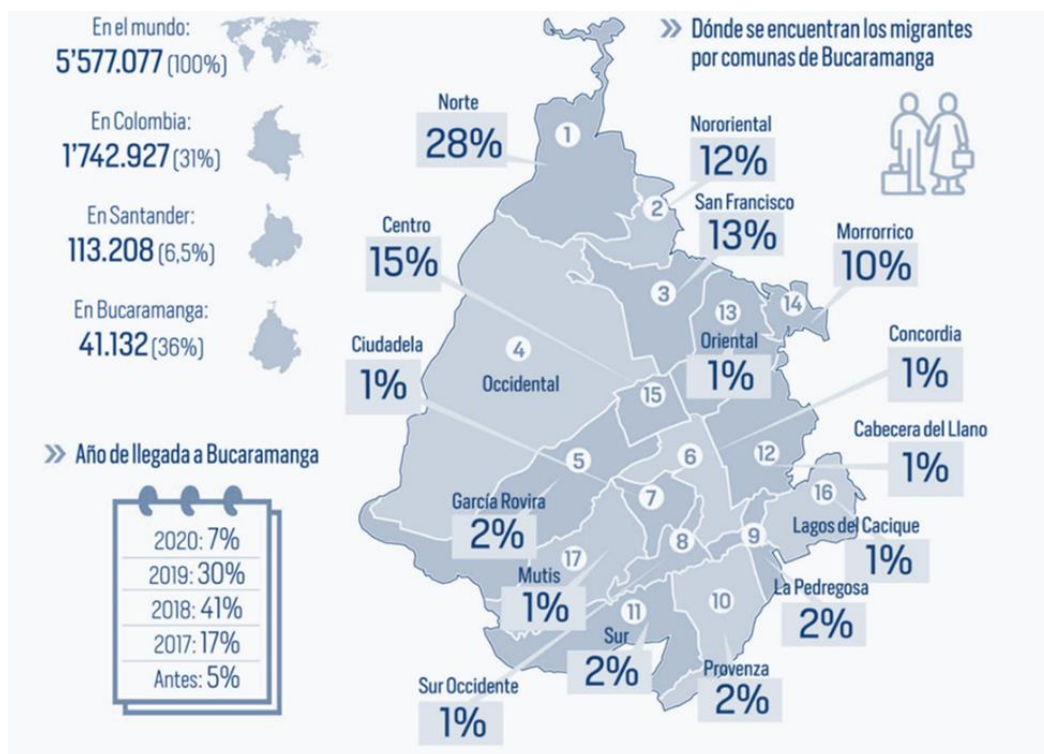 En el mundo:
5'577.077 (100%)
En Colombia:
1'742.927 (31%)
En Santander:
113.208 (6,5%)
En Bucaramanga:
41.132 (36%)
Año de llegada a Bucaramanga
2020: 7%
2019: 30%
2018: 41%
2017: 17%
Antes: 5%
Dónde se encuentran los migrantes
por comunas de Bucaramanga
Norte
28%
1
Nororiental
12%
2
San Francisco
13%
3
Centro
15%
Morrorrico
10%
14
13
Oriental
1%
Concordia
1%
Ciudadela
1%
4
Occidental
15
Cabecera del Llano
1%
12
6
5
García Rovira
2%
7
16
Lagos del Cacique
1%
8
9
La Pedregosa
2%
17
Mutis
1%
10
11
Sur
2%
Provenza
2%
Sur Occidente
1%